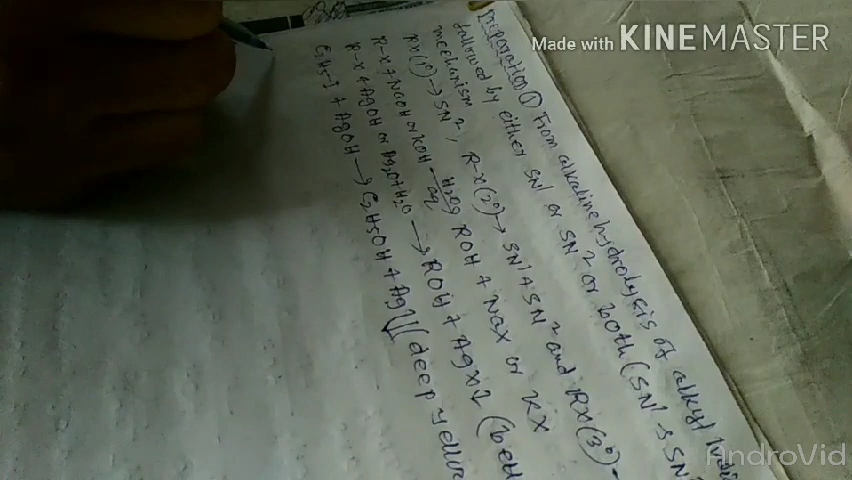 Made with KINEMASTER
Preparation ① From alkaline hydrolysis of alkyl
followed by either SN¹ or SN² or both (SN¹ & SN²
mechanism
RX(1°) → SN², R-X(2°) → SN¹ + SN² and RX(3°) -
R-X + NaOH or KOH aq. ROH + NaX or KX
R-X + AgOH or Ag₂O + H₂O → ROH + AgX↓
C₂H₅-I + AgOH → C₂H₅OH + AgI↓ (deep yellow
AndroVid